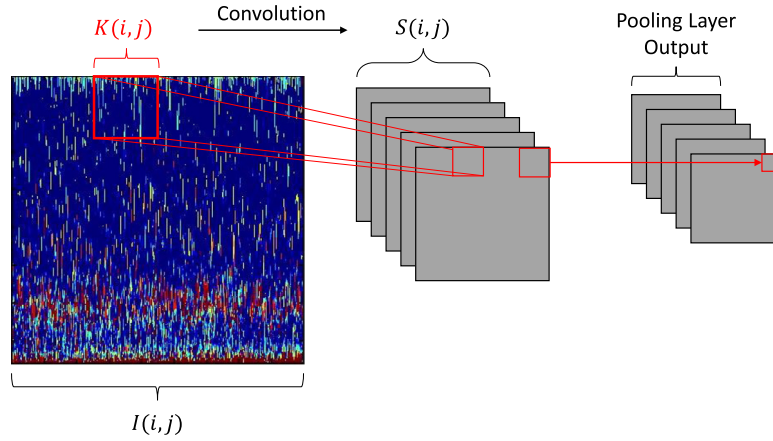 Convolution
K(i,j)
S(i,j)
Pooling Layer
Output
I(i,j)